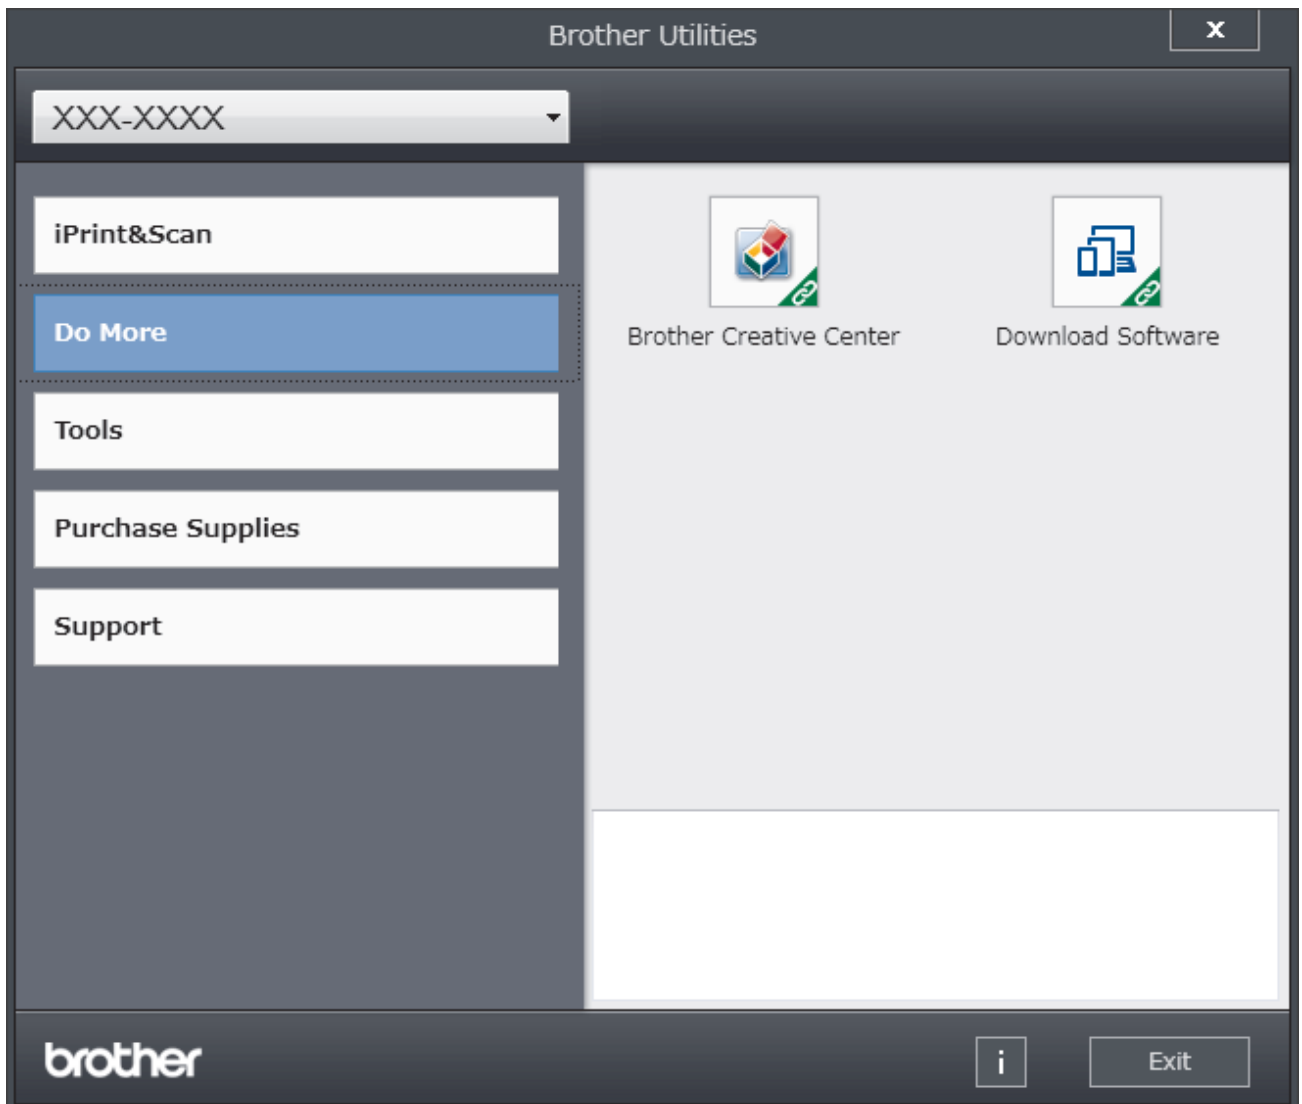 Brother Utilities
X
XXX-XXXX
iPrint&Scan
Do More
Tools
Purchase Supplies
Support
Brother Creative Center
Download Software
brother
i
Exit